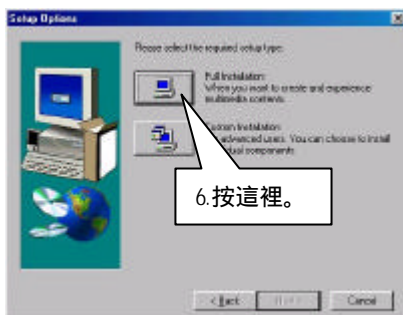 Setup Options
Please select the required setup type:
Full Installation
When you want to create and experience
multimedia contents.
Custom Installation
advanced users. You can choose to install
components
6.按這裡。
< Back
Next >
Cancel